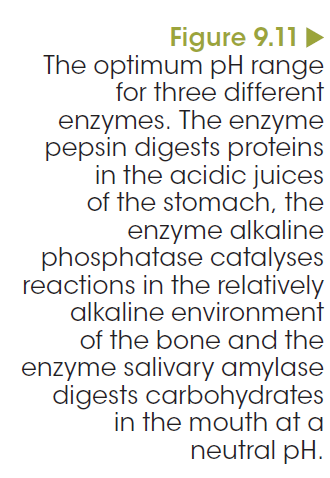 Figure 9.11 ▶
The optimum pH range
for three different
enzymes. The enzyme
pepsin digests proteins
in the acidic juices
of the stomach, the
enzyme alkaline
phosphatase catalyses
reactions in the relatively
alkaline environment
of the bone and the
enzyme salivary amylase
digests carbohydrates
in the mouth at a
neutral pH.